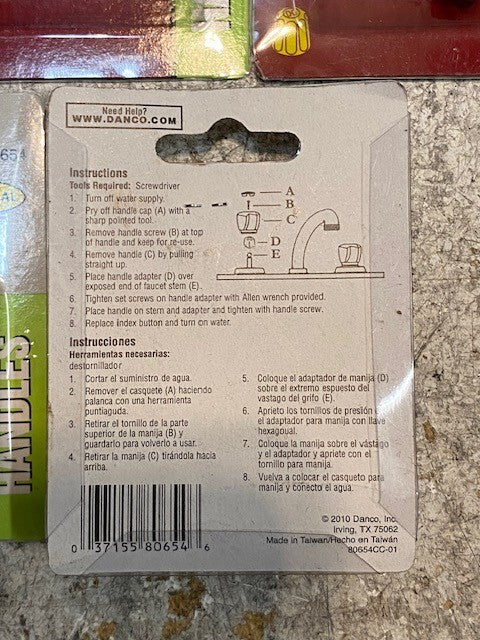 Need Help?
WWW.DANCO.COM
Instructions
Tools Required: Screwdriver
1. Turn off water supply.
2. Pry off handle cap (A) with a
sharp pointed tool.
3. Remove handle screw (B) at top
of handle and keep for re-use.
4. Remove handle (C) by pulling
straight up.
5. Place handle adapter (D) over
exposed end of faucet stem (E).
6. Tighten set screws on handle adapter with Allen wrench provided.
7. Place handle on stem and adapter and tighten with handle screw.
8. Replace Index button and turn on water.
A
B
C
D
E
Instrucciones
Herramientas necesarias:
destornillador
1. Cortar el suministro de agua.
2. Remover el casquete (A) haciendo
palanca con una herramienta
puntiaguda.
3. Retirar el tornillo de la parte
superior de la manija (B) y
guardarlo para volverlo a usar.
4. Retirar la manija (C) tirándola hacia
arriba.
5. Coloque el adaptador de manija (D)
sobre el extremo espuesto del
vastago del grifo (E).
6. Aprieto los tornillos de presión
el adaptador para manija con llave
hexagoual.
7. Coloque la manija sobre el vástago
y el adaptador y apriete con el
tornillo para manija.
8. Vuelva a colocar el casqueto para
manija y conecto el agua.
0 37155 80654 6
© 2010 Danco, Inc.
Irving, TX 75062
Made in Taiwan/Hecho en Taiwán
80654CC-01
654
AL
HANDLES